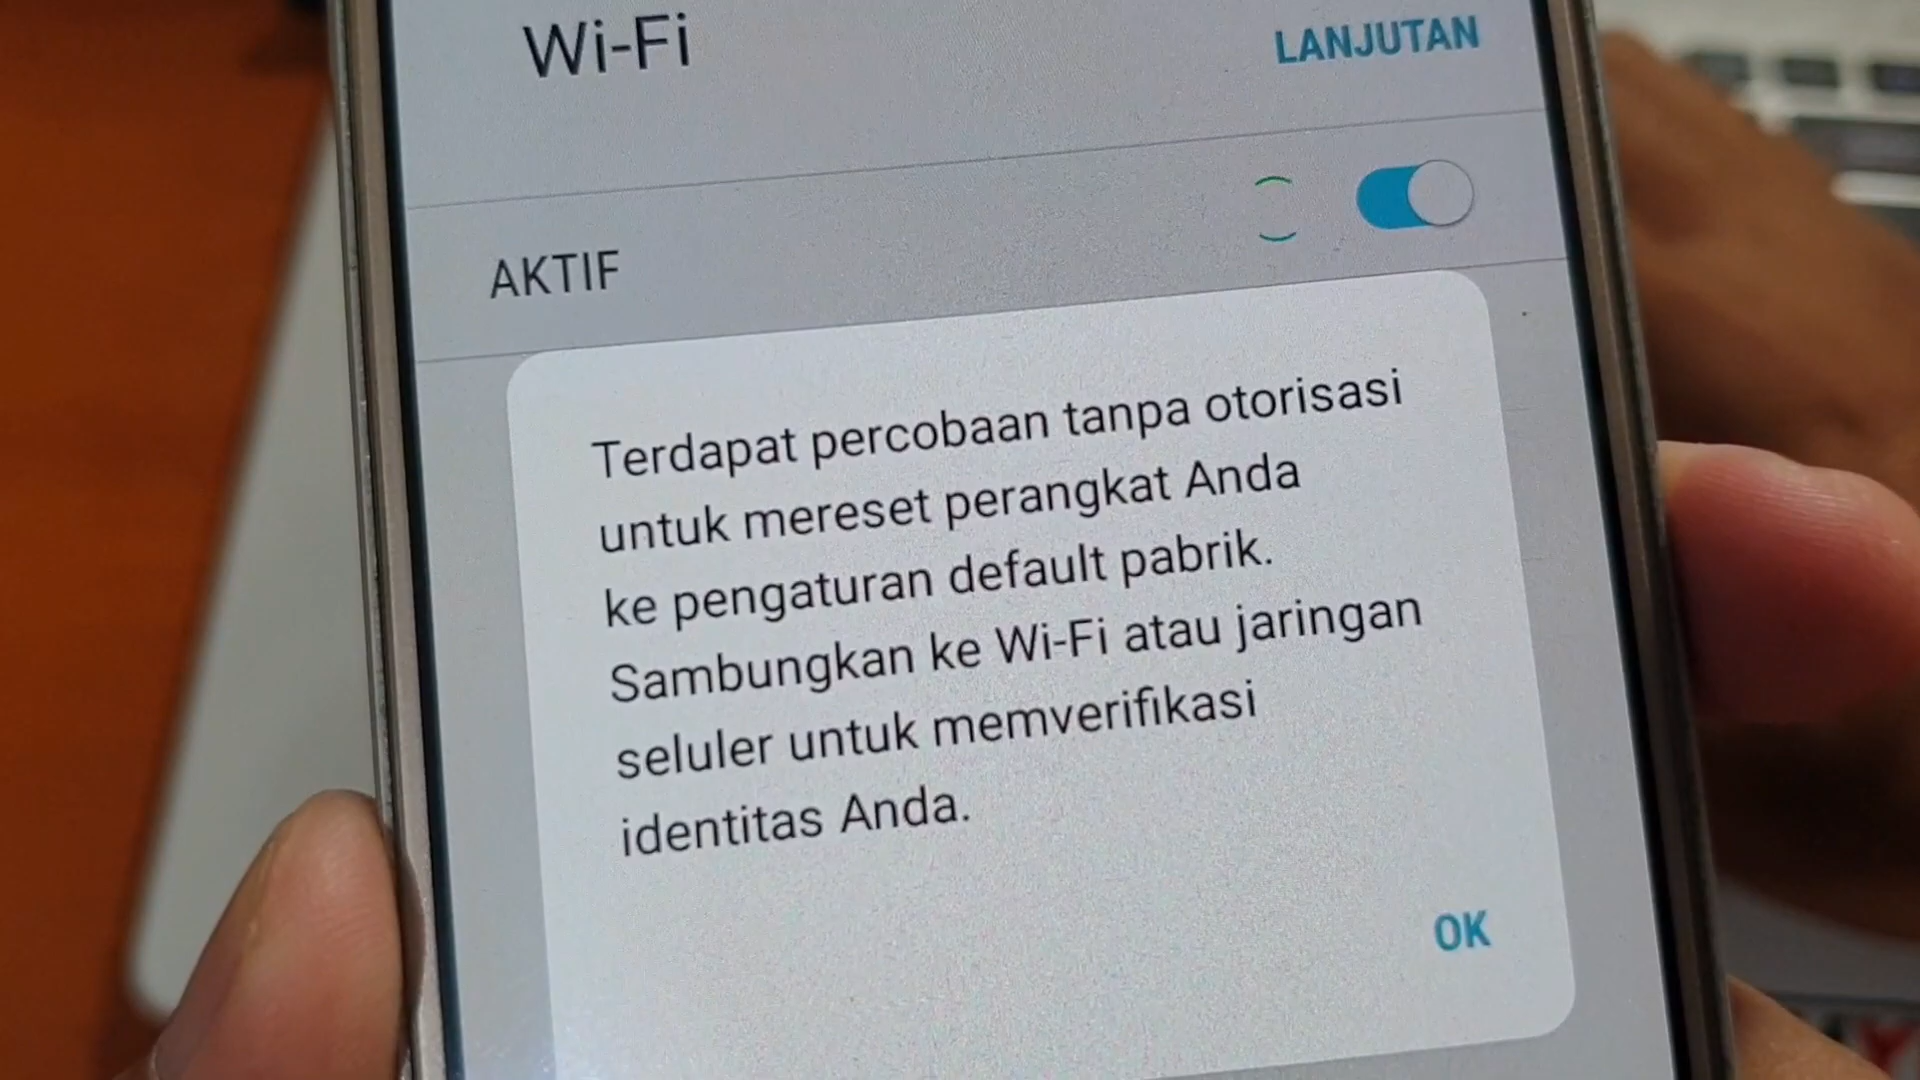 Wi-Fi
LANJUTAN
AKTIF
Terdapat percobaan tanpa otorisasi
untuk mereset perangkat Anda
ke pengaturan default pabrik.
Sambungkan ke Wi-Fi atau jaringan
seluler untuk memverifikasi
identitas Anda.
OK